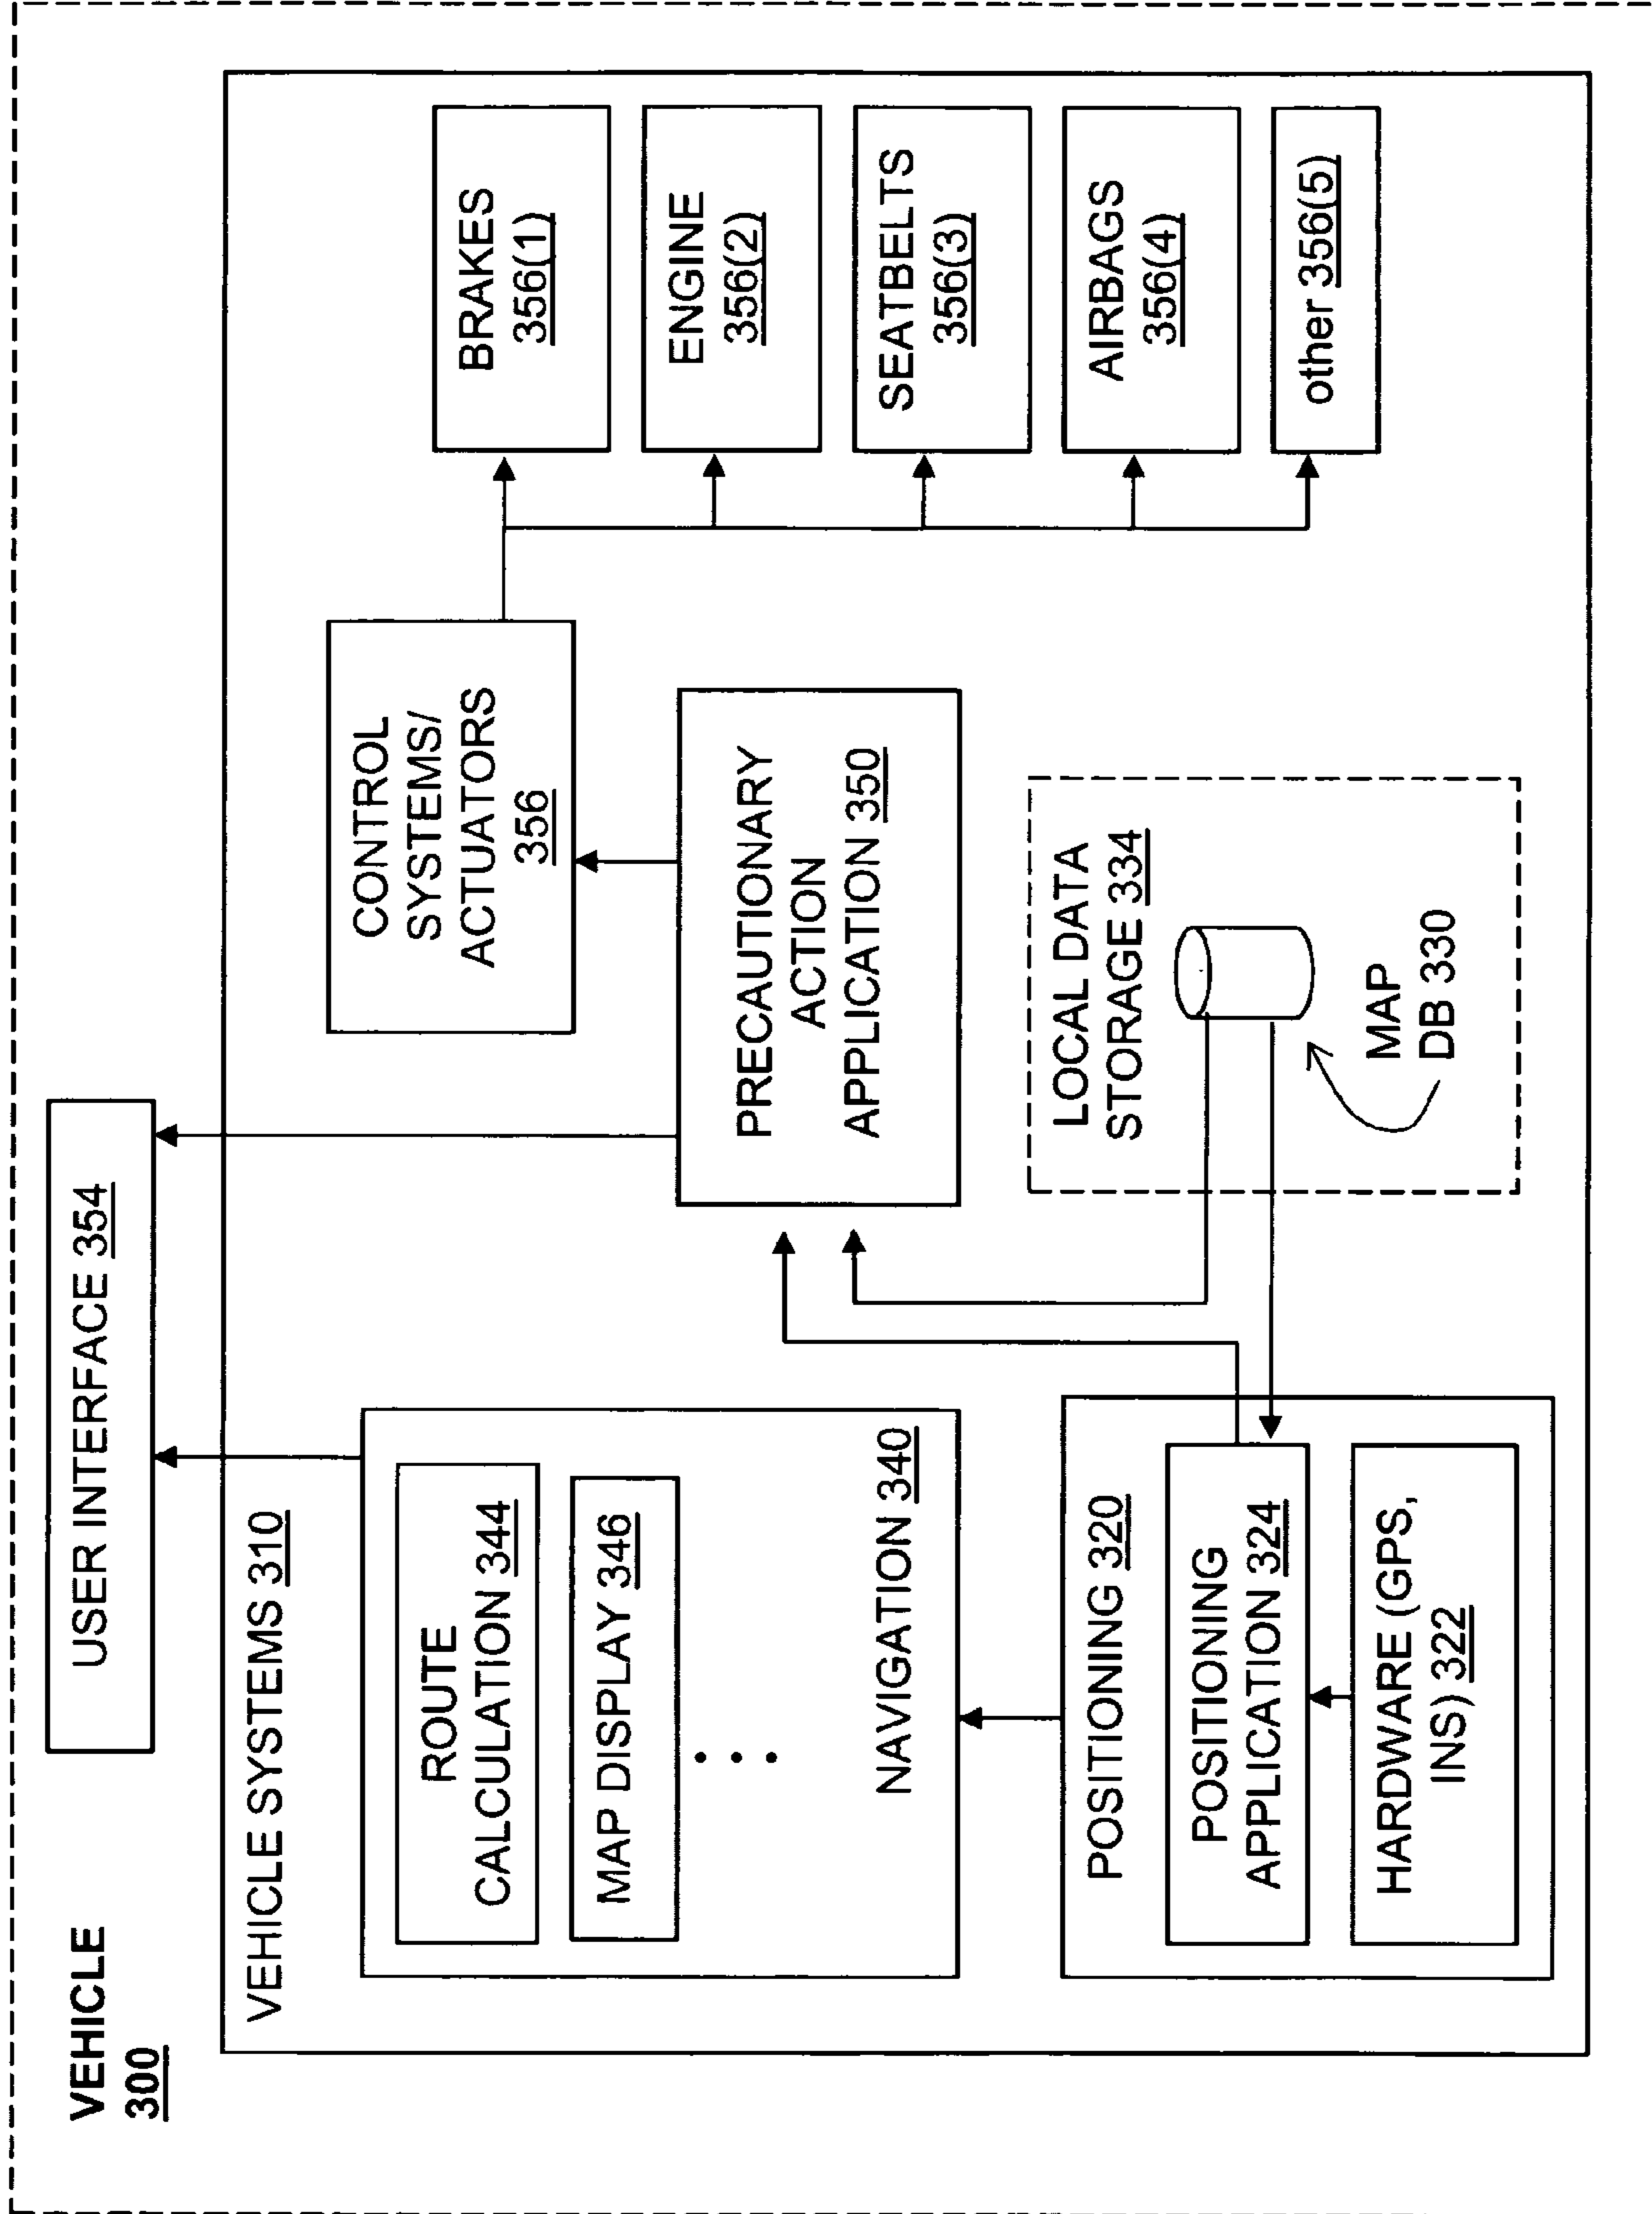 VEHICLE
300
USER INTERFACE 354
VEHICLE SYSTEMS 310
ROUTE
CALCULATION 344
MAP DISPLAY 346
NAVIGATION 340
POSITIONING 320
POSITIONING
APPLICATION 324
HARDWARE (GPS,
INS) 322
CONTROL
SYSTEMS/
ACTUATORS
356
PRECAUTIONARY
ACTION
APPLICATION 350
LOCAL DATA
STORAGE 334
MAP
DB 330
BRAKES
356(1)
ENGINE
356(2)
SEATBELTS
356(3)
AIRBAGS
356(4)
other 356(5)